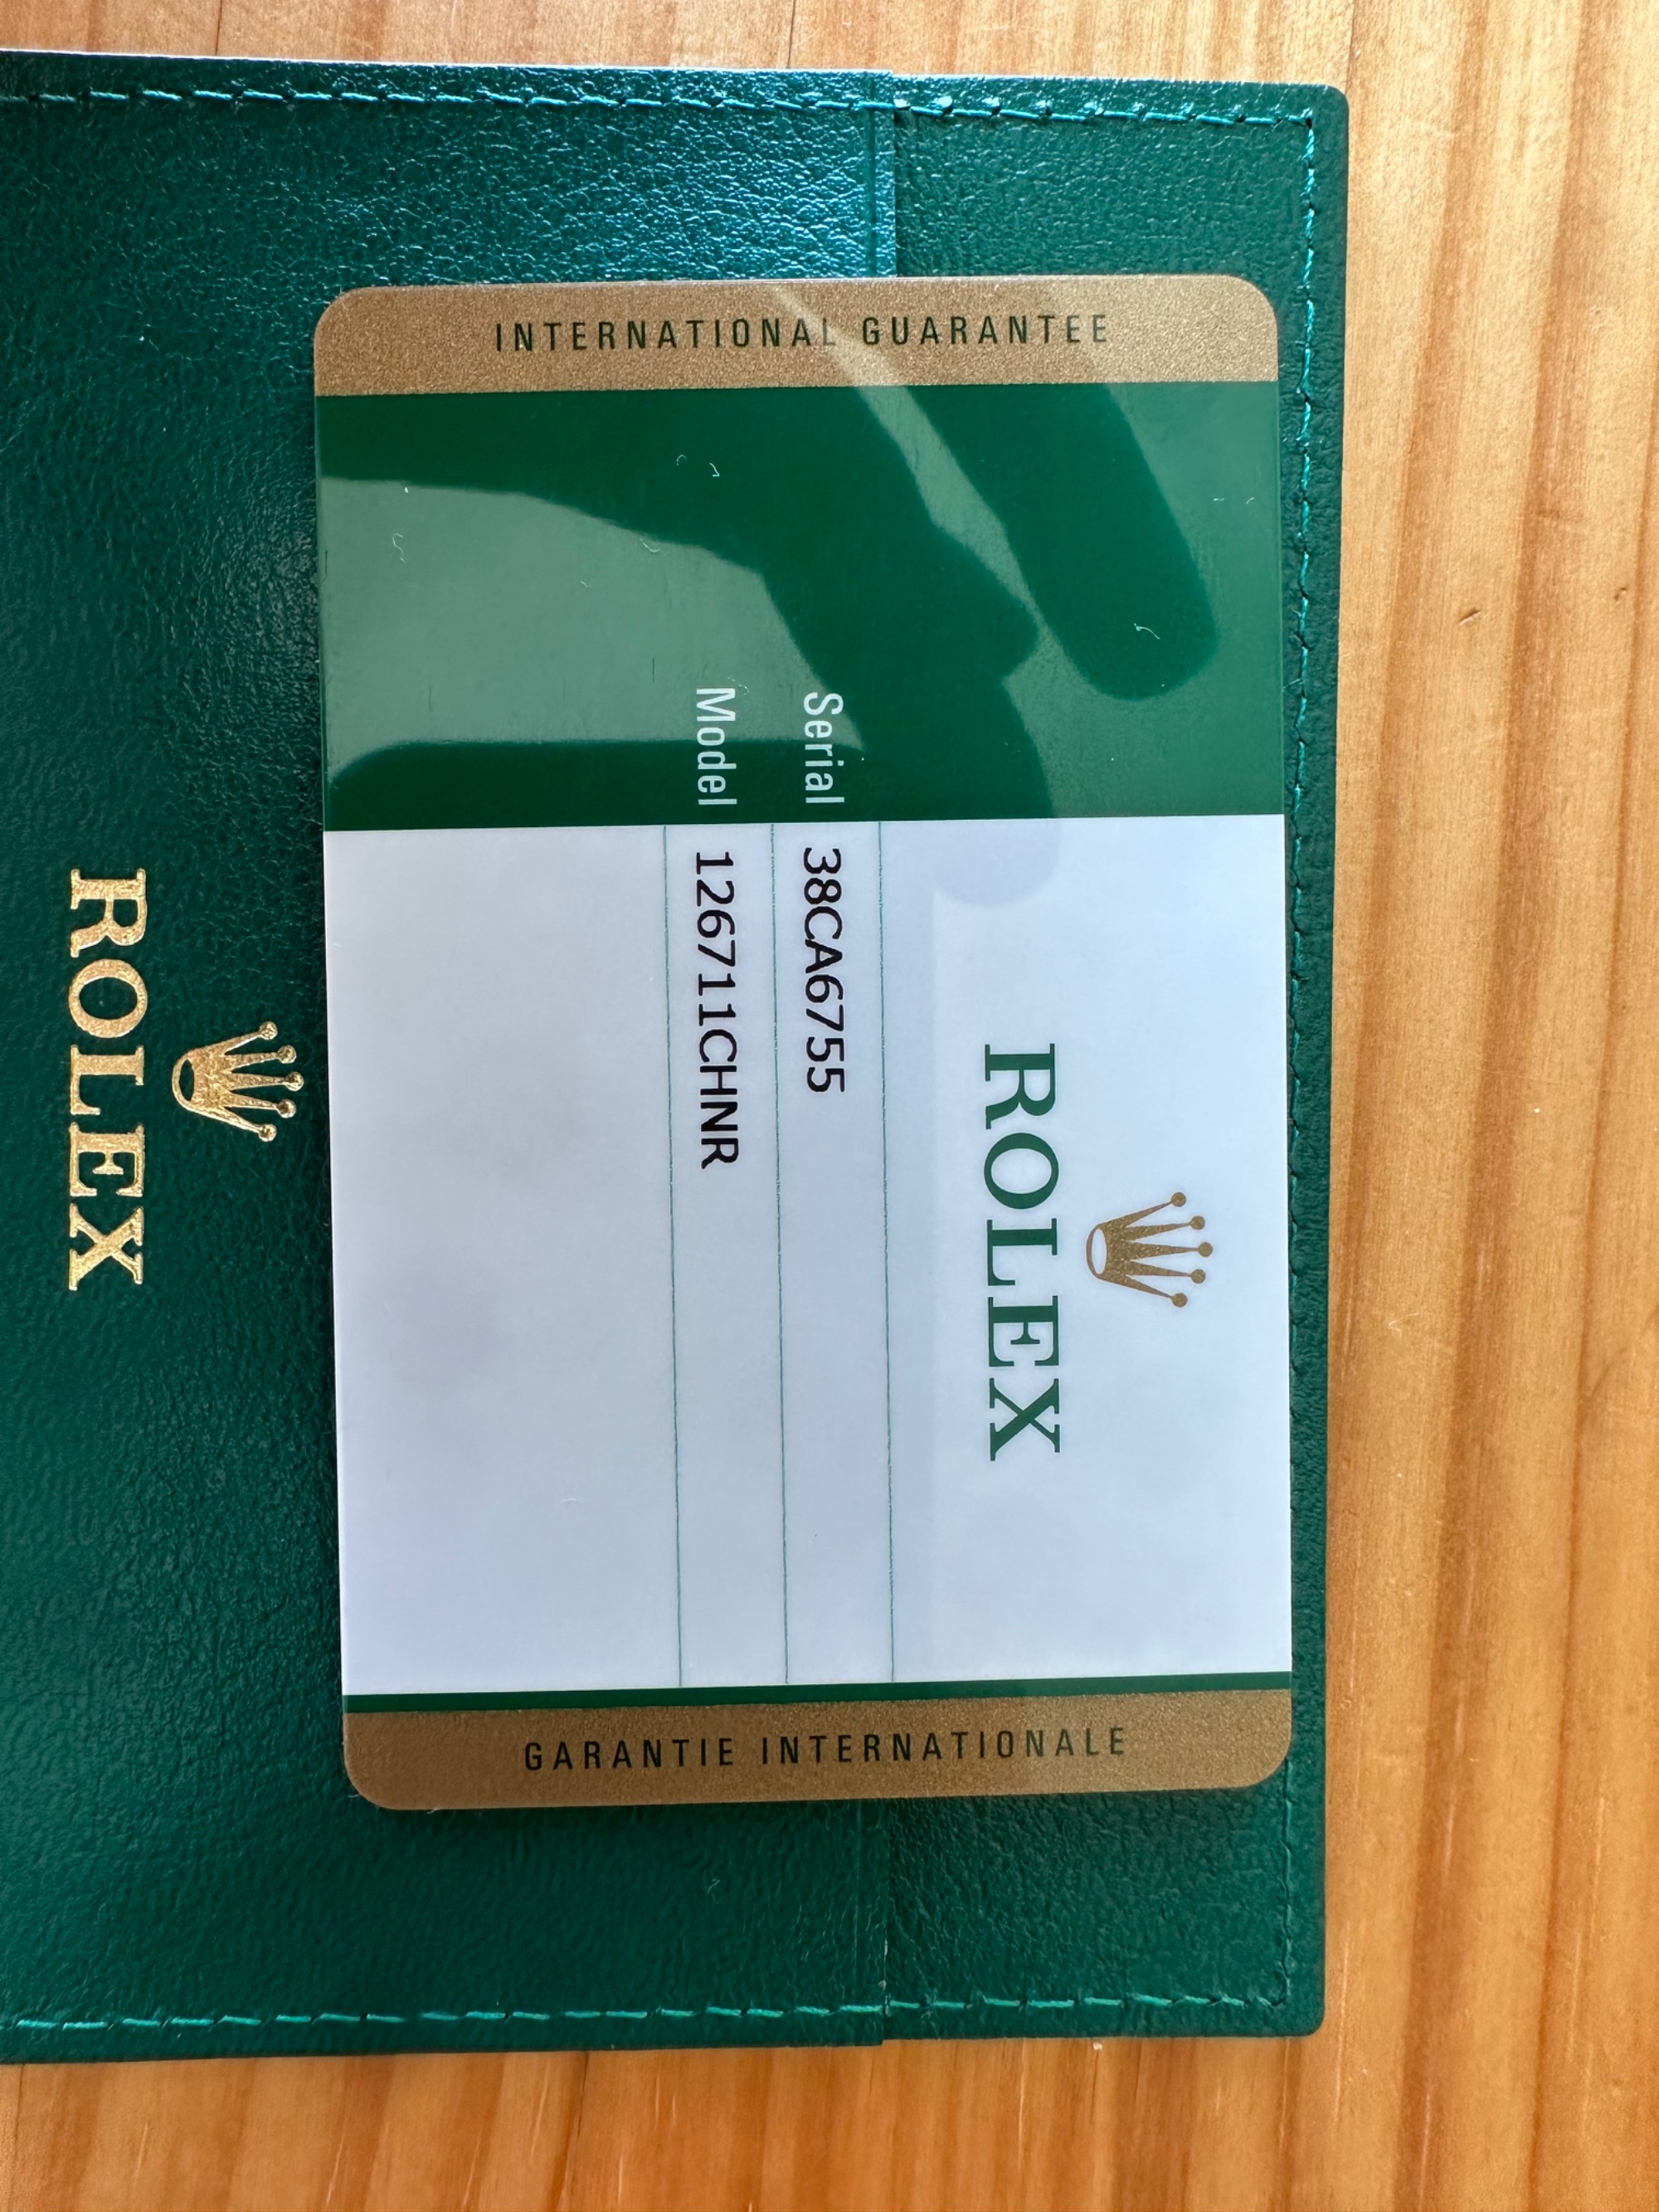 INTERNATIONAL GUARANTEE
ROLEX
Serial 38CA6755
Model 126711CHNR
GARANTIE INTERNATIONALE
ROLEX